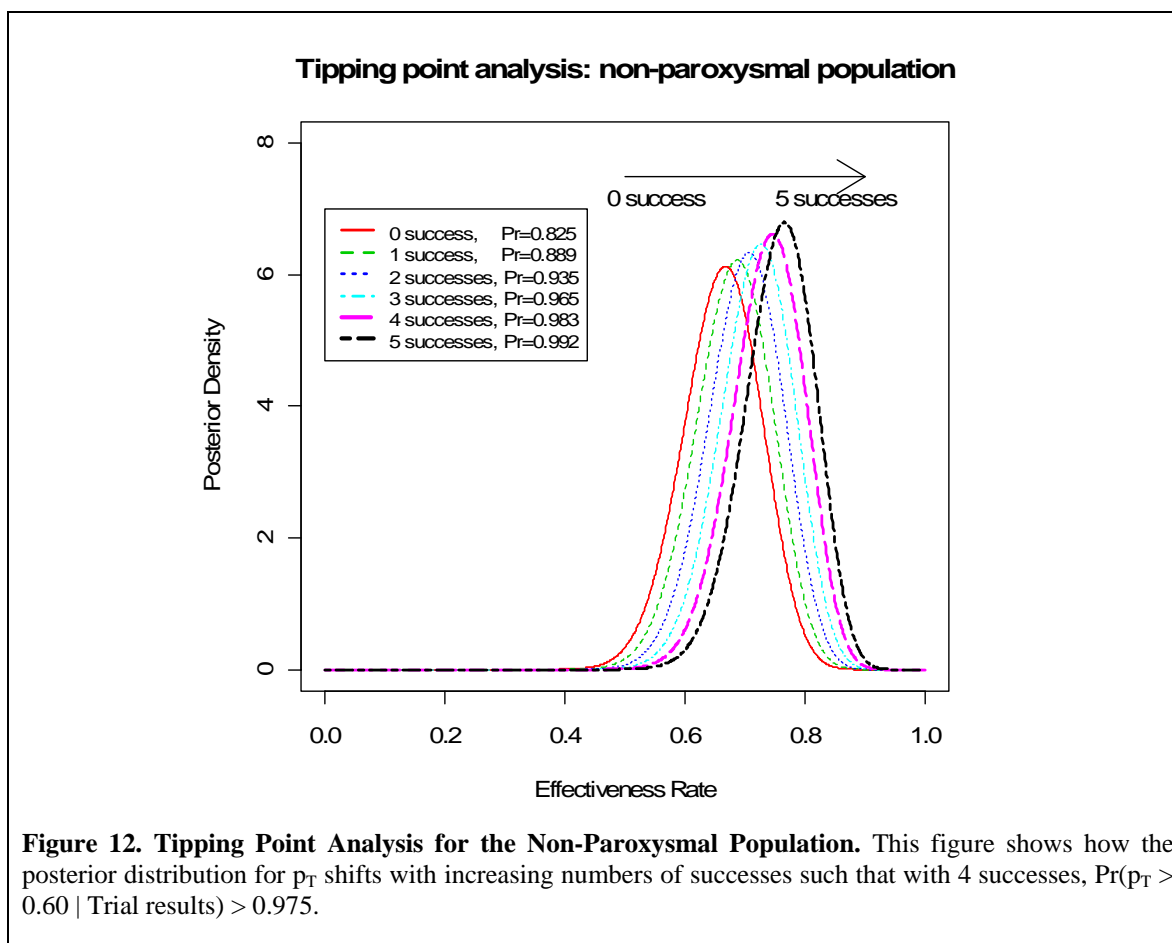 Tipping point analysis: non-paroxysmal population
8
6
4
2
0
Posterior Density
0 success
5 successes
0 success, Pr=0.825
1 success, Pr=0.889
2 successes, Pr=0.935
3 successes, Pr=0.965
4 successes, Pr=0.983
5 successes, Pr=0.992
0.0 0.2 0.4 0.6 0.8 1.0
Effectiveness Rate
Figure 12. Tipping Point Analysis for the Non-Paroxysmal Population. This figure shows how the
posterior distribution for pT shifts with increasing numbers of successes such that with 4 successes, Pr(pT >
0.60 | Trial results) > 0.975.